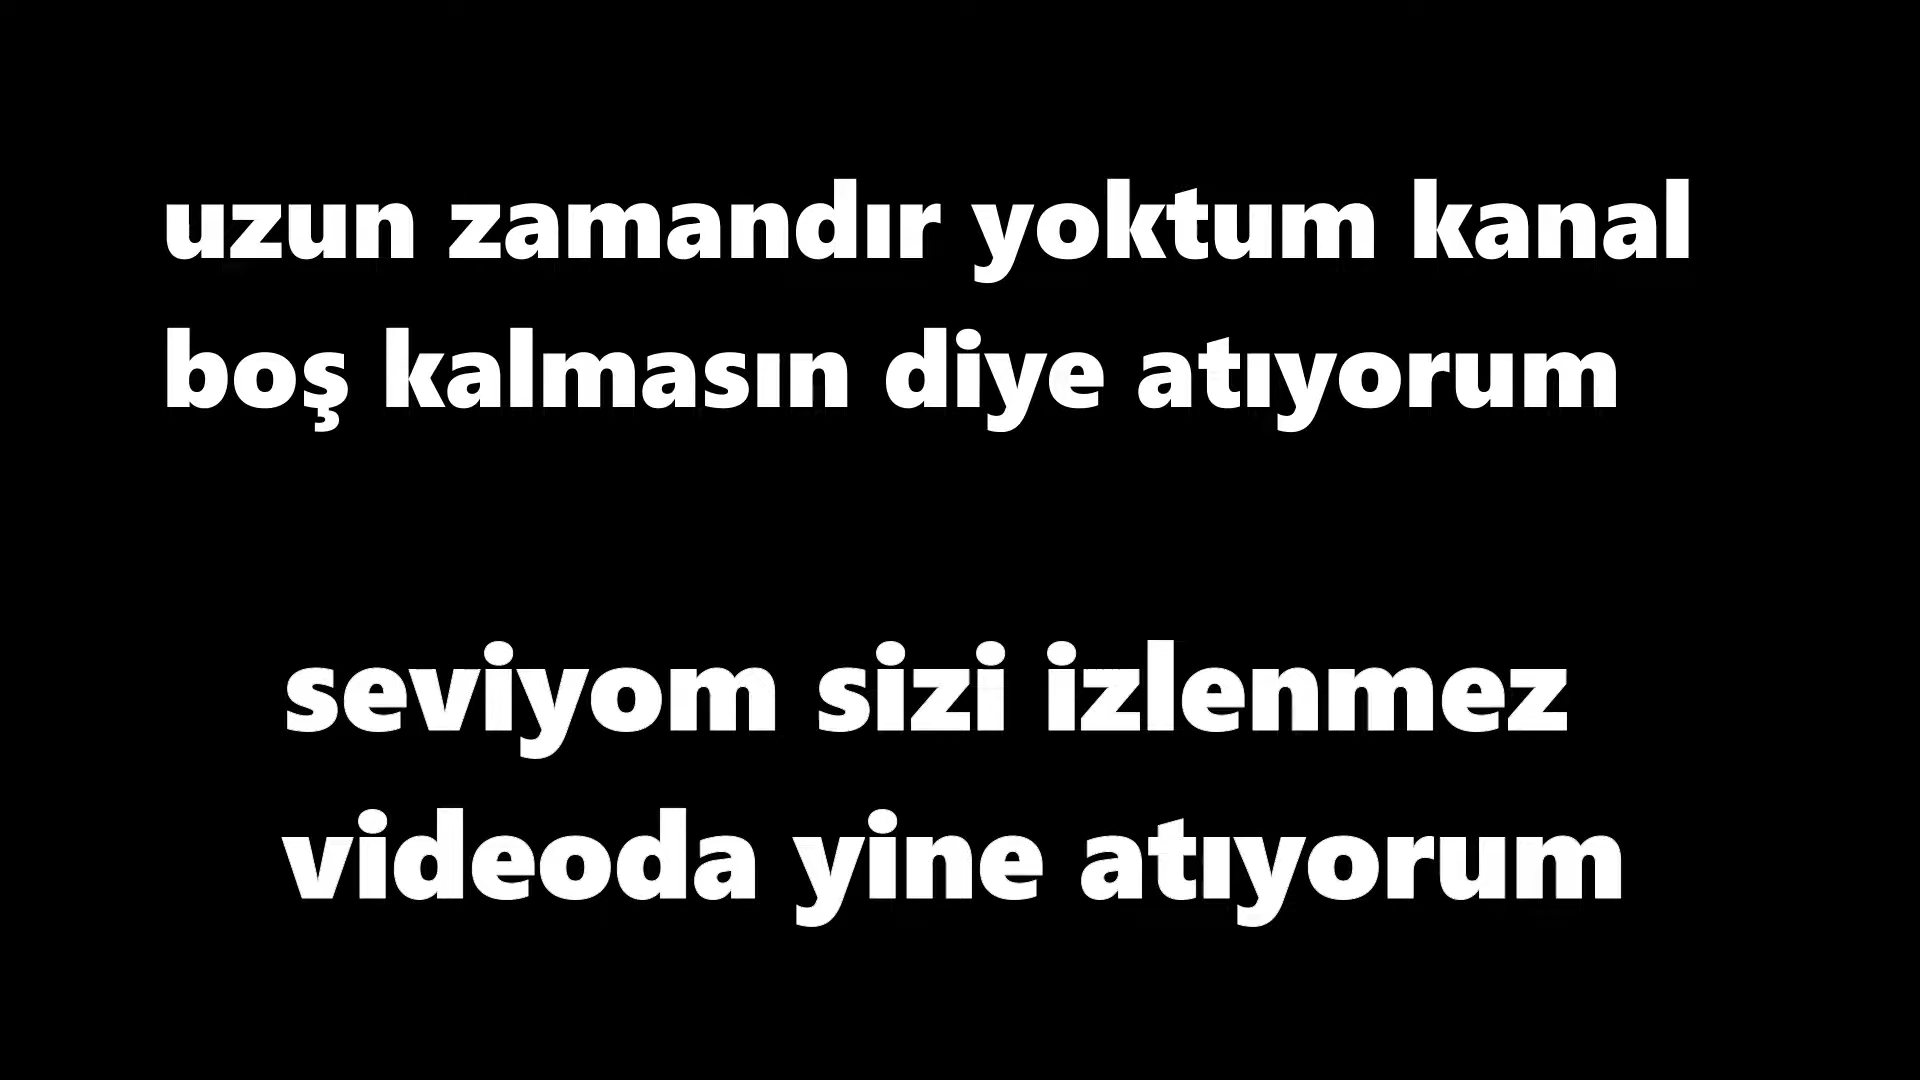 uzun zamandır yoktum kanal
boş kalmasın diye atıyorum
seviyom sizi izlenmez
videoda yine atıyorum